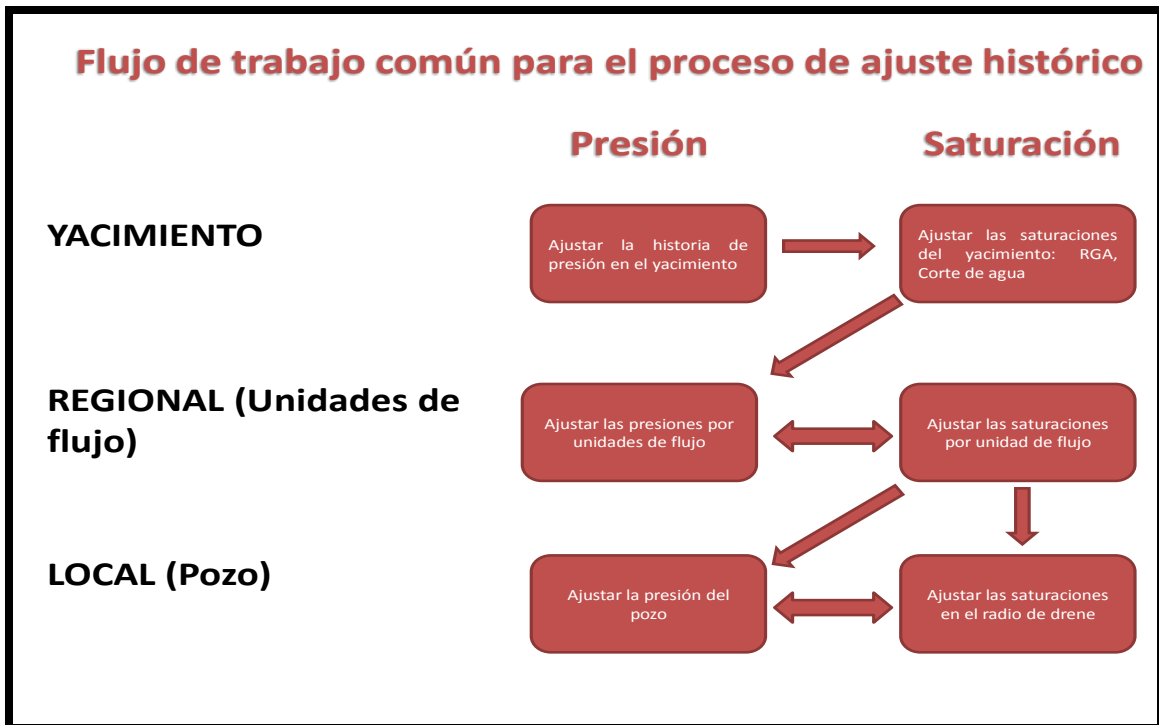 Flujo de trabajo común para el proceso de ajuste histórico
Presión
Saturación
YACIMIENTO
Ajustar la historia de
presión en el yacimiento
Ajustar las saturaciones
del yacimiento: RGA,
Corte de agua
REGIONAL (Unidades de
flujo)
Ajustar las presiones por
unidades de flujo
Ajustar las saturaciones
por unidad de flujo
LOCAL (Pozo)
Ajustar la presión del
pozo
Ajustar las saturaciones
en el radio de drene